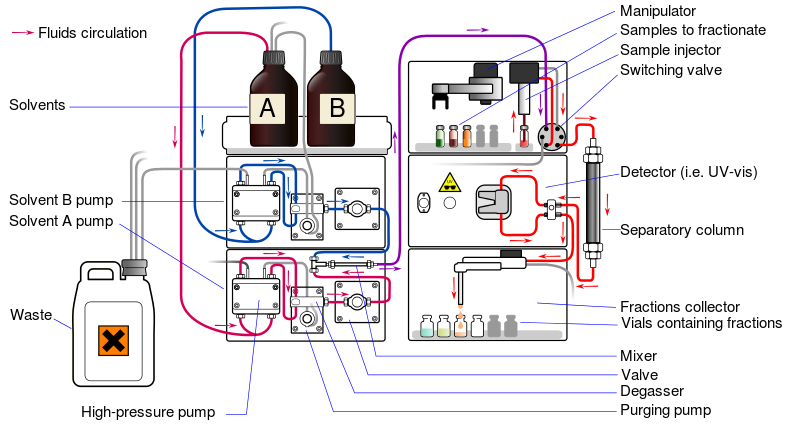 Fluids circulation
Manipulator
Samples to fractionate
Sample injector
Switching valve
Solvents
A
B
UV
Detector (i.e. UV-vis)
Solvent B pump
Solvent A pump
Separatory column
Waste
Fractions collector
Vials containing fractions
Mixer
Valve
Degasser
High-pressure pump
Purging pump